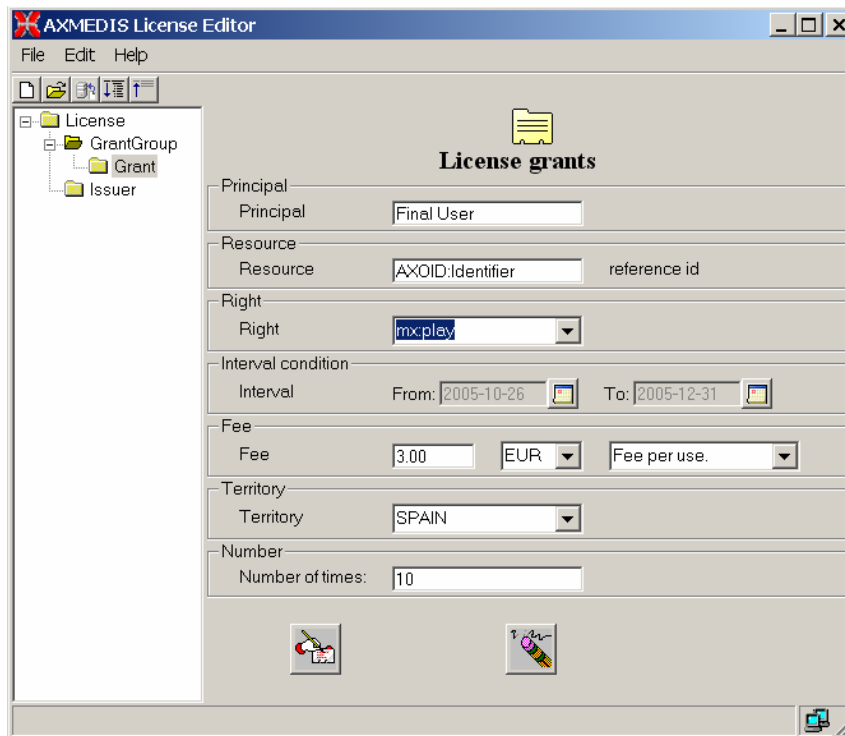 AXMEDIS License Editor
File Edit Help
License
GrantGroup
Grant
Issuer
License grants
Principal
Principal Final User
Resource
Resource AXOID:Identifier reference id
Right
Right mx:play
Interval condition
Interval From: 2005-10-26 To: 2005-12-31
Fee
Fee 3.00 EUR Fee per use.
Territory
Territory SPAIN
Number
Number of times: 10